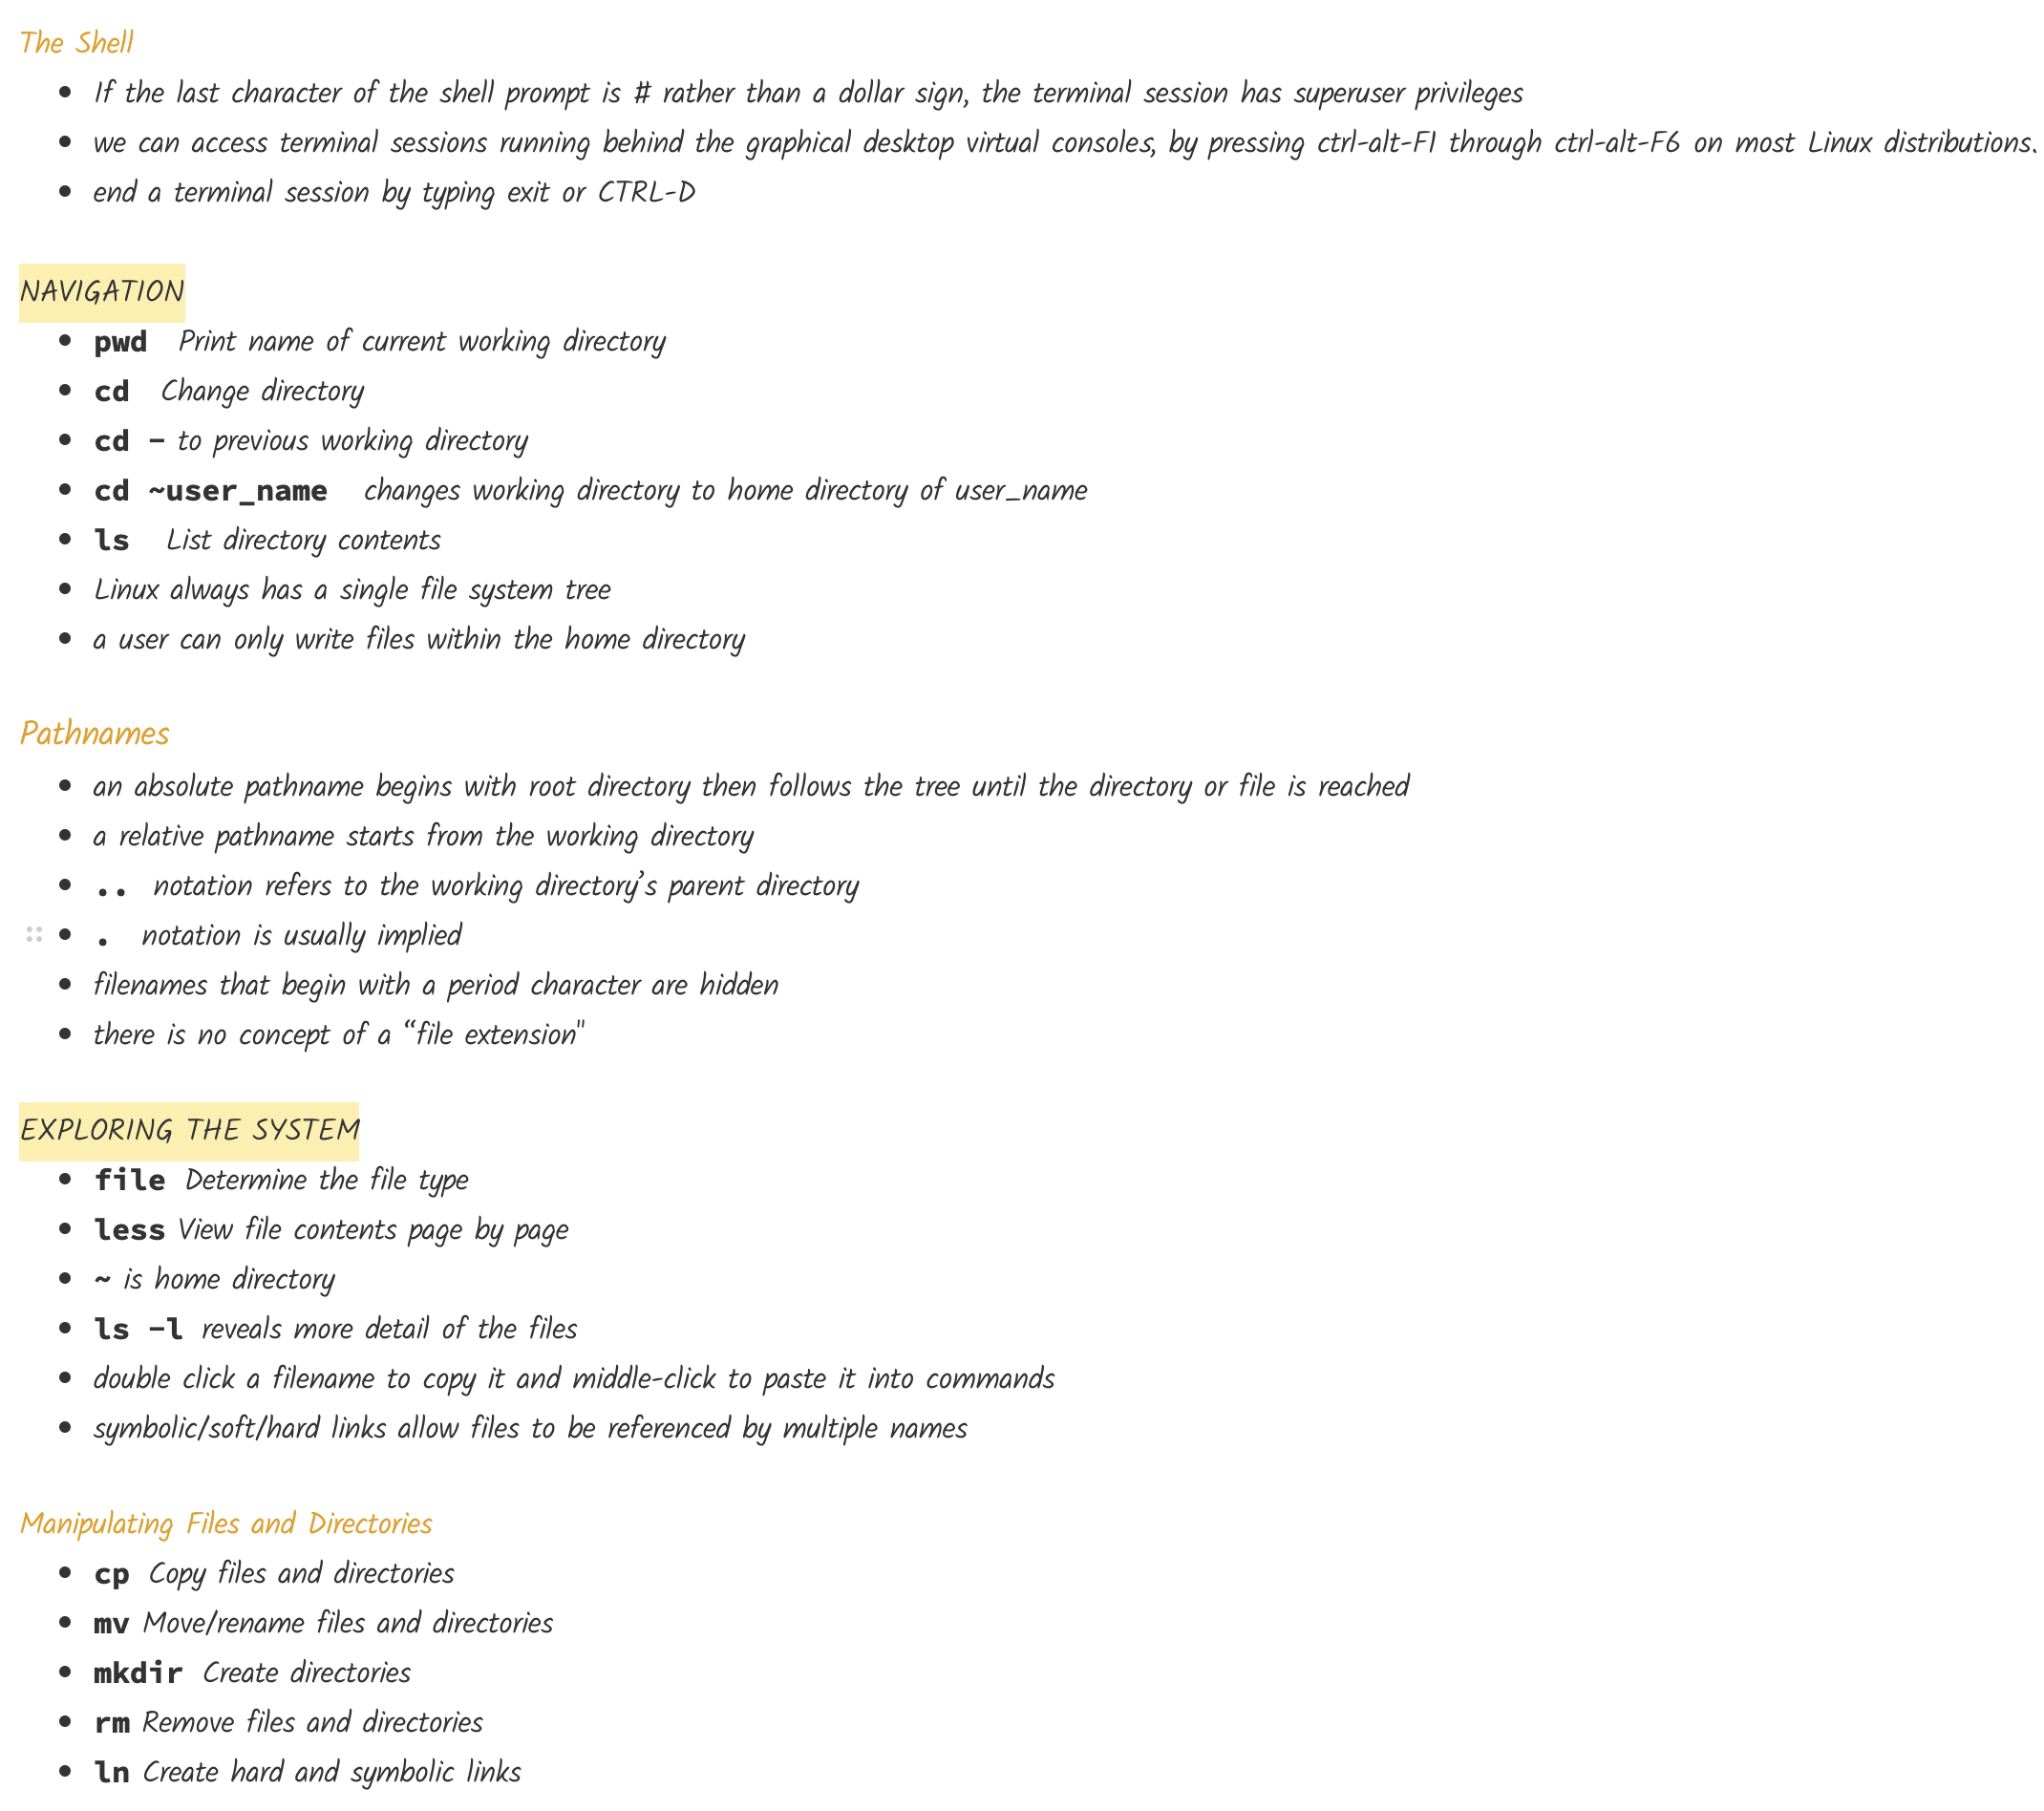 The Shell
• If the last character of the shell prompt is # rather than a dollar sign, the terminal session has superuser privileges
• we can access terminal sessions running behind the graphical desktop virtual consoles, by pressing ctrl-alt-F1 through ctrl-alt-F6 on most Linux distributions.
• end a terminal session by typing exit or CTRL-D
NAVIGATION
• pwd Print name of current working directory
• cd Change directory
• cd - to previous working directory
• cd ~user_name changes working directory to home directory of user_name
• ls List directory contents
• Linux always has a single file system tree
• a user can only write files within the home directory
Pathnames
• an absolute pathname begins with root directory then follows the tree until the directory or file is reached
• a relative pathname starts from the working directory
• .. notation refers to the working directory’s parent directory
• . notation is usually implied
• filenames that begin with a period character are hidden
• there is no concept of a “file extension"
EXPLORING THE SYSTEM
• file Determine the file type
• less View file contents page by page
• ~ is home directory
• ls -l reveals more detail of the files
• double click a filename to copy it and middle-click to paste it into commands
• symbolic/soft/hard links allow files to be referenced by multiple names
Manipulating Files and Directories
• cp Copy files and directories
• mv Move/rename files and directories
• mkdir Create directories
• rm Remove files and directories
• ln Create hard and symbolic links